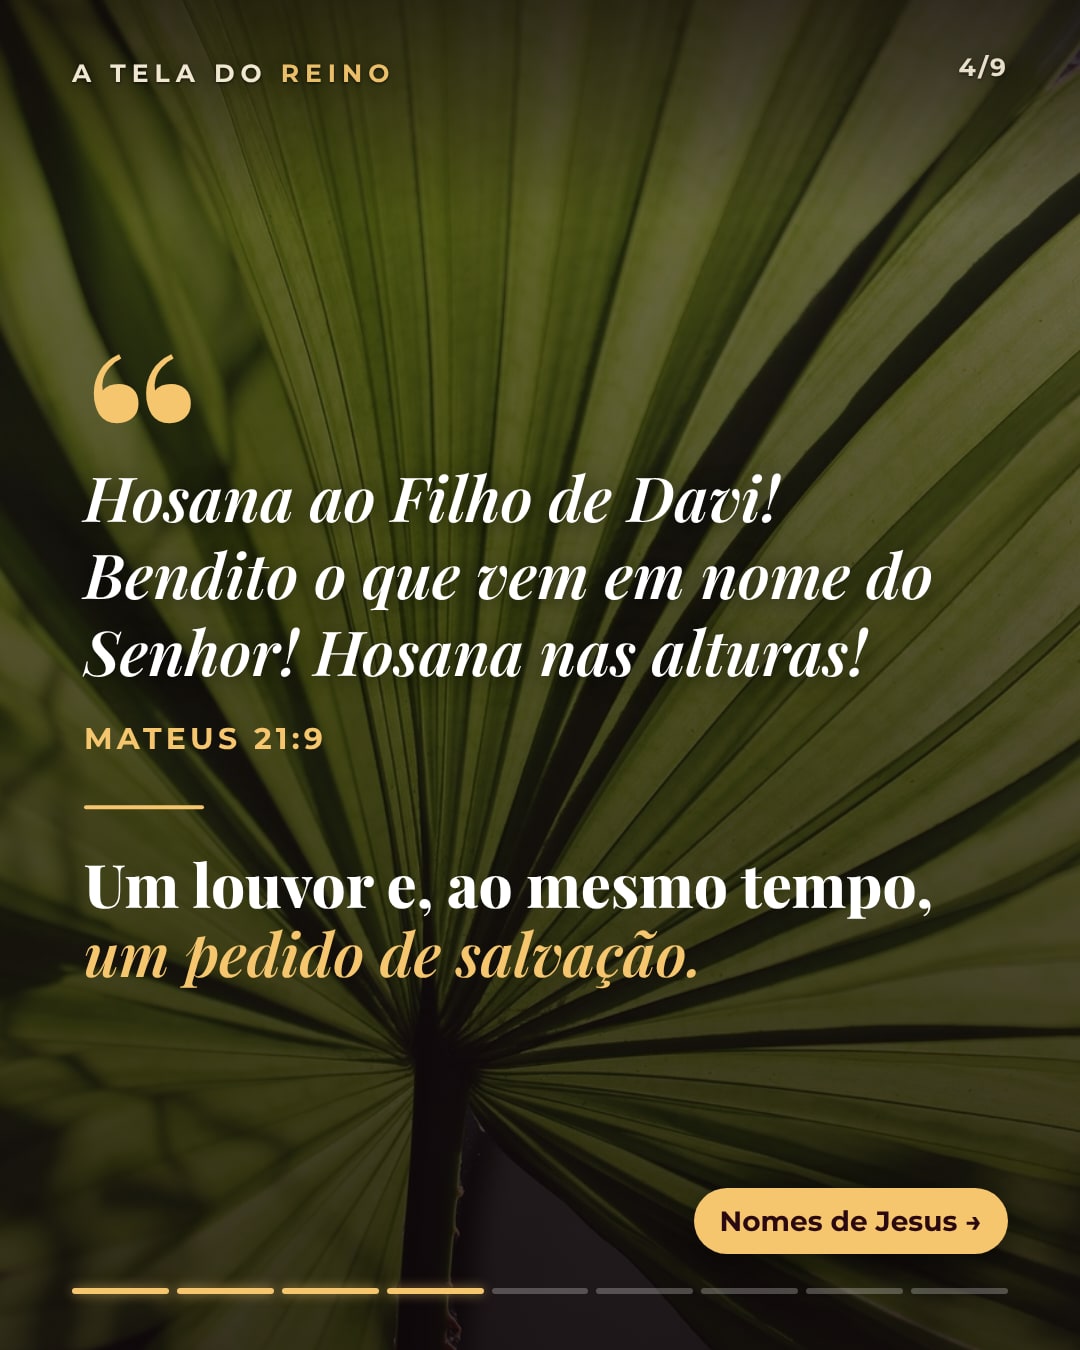 A TELA DO REINO
4/9
“
Hosana ao Filho de Davi!
Bendito o que vem em nome do
Senhor! Hosana nas alturas!
MATEUS 21:9
Um louvor e, ao mesmo tempo,
um pedido de salvação.
Nomes de Jesus →